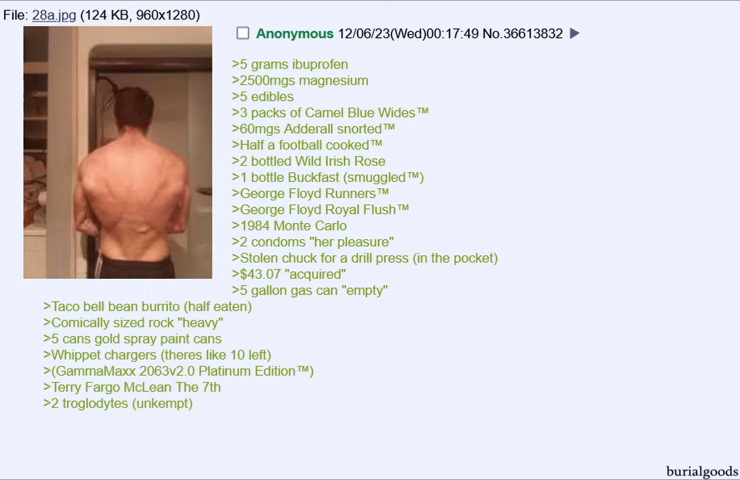 File: 28a.jpg (124 KB, 960x1280)
Anonymous 12/06/23(Wed)00:17:49 No.36613832 ▶
>5 grams ibuprofen
>2500mgs magnesium
>5 edibles
>3 packs of Camel Blue Wides™
>60mgs Adderall snorted™
>Half a football cooked™
>2 bottled Wild Irish Rose
>1 bottle Buckfast (smuggled™)
>George Floyd Runners™
>George Floyd Royal Flush™
>1984 Monte Carlo
>2 condoms "her pleasure"
>Stolen chuck for a drill press (in the pocket)
>$43.07 "acquired"
>5 gallon gas can "empty"
>Taco bell bean burrito (half eaten)
>Comically sized rock "heavy"
>5 cans gold spray paint cans
>Whippet chargers (theres like 10 left)
>(GammaMaxx 2063v2.0 Platinum Edition™)
>Terry Fargo McLean The 7th
>2 troglodytes (unkempt)
burialgoods